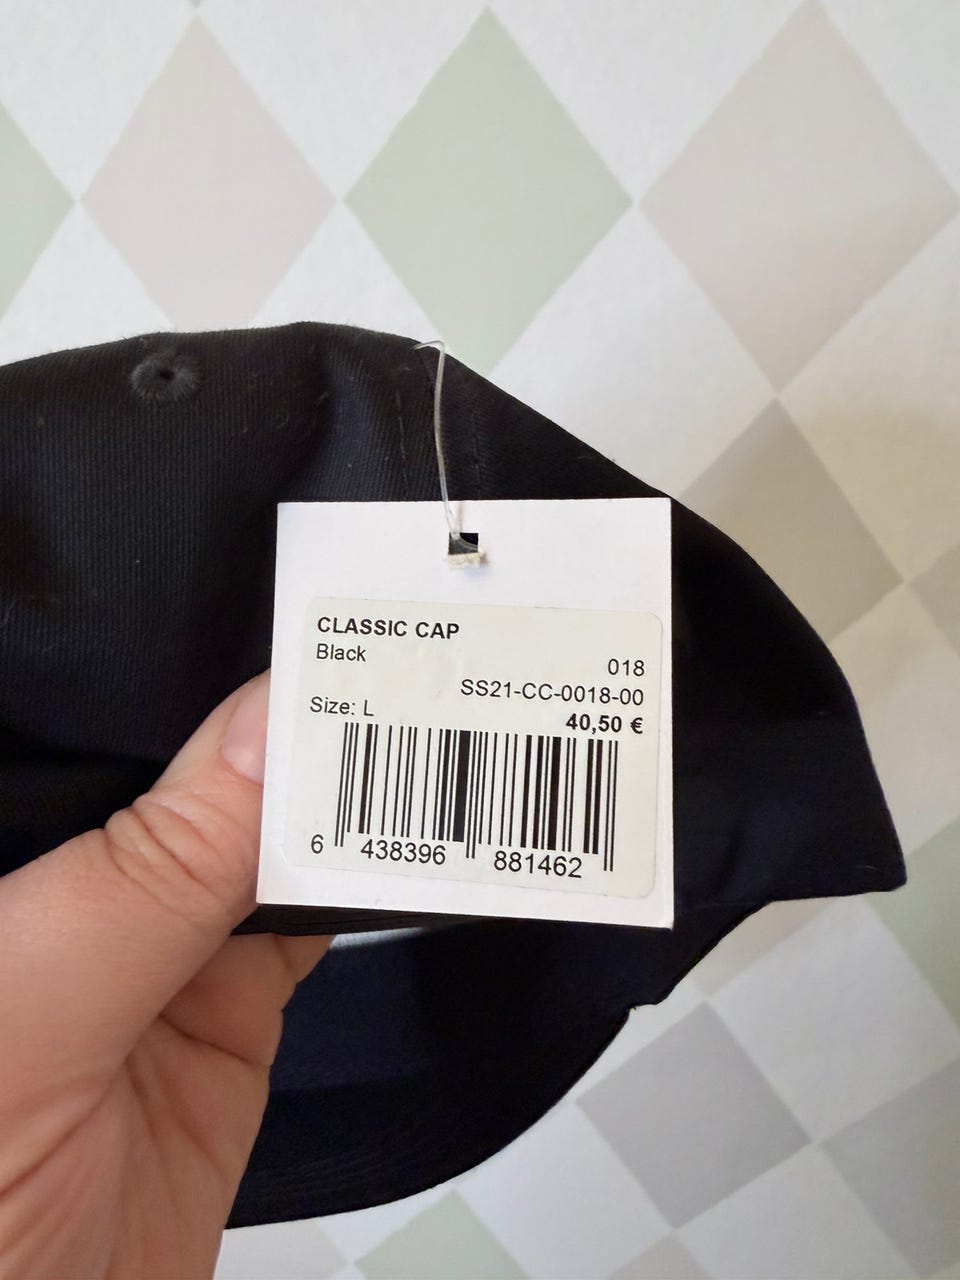 CLASSIC CAP
Black
018
SS21-CC-0018-00
Size: L
40,50 €
6 438396 881462